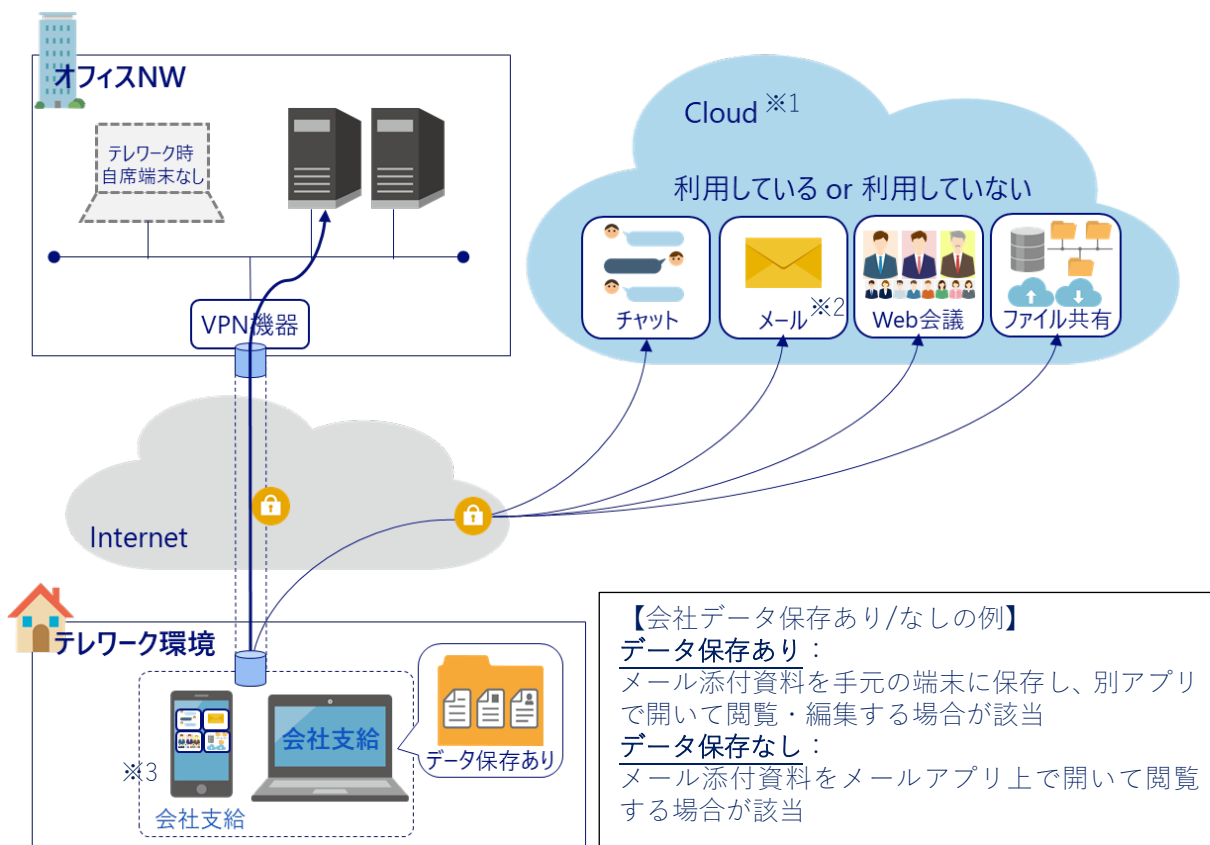 オフィスNW
テレワーク時
自席端末なし
VPN機器
Cloud ※1
利用している or 利用していない
チャット
メール※2
Web会議
ファイル共有
Internet
テレワーク環境
※3
会社支給
会社支給
データ保存あり
【会社データ保存あり/なしの例】
データ保存あり：
メール添付資料を手元の端末に保存し、別アプリ
で開いて閲覧・編集する場合が該当
データ保存なし：
メール添付資料をメールアプリ上で開いて閲覧
する場合が該当